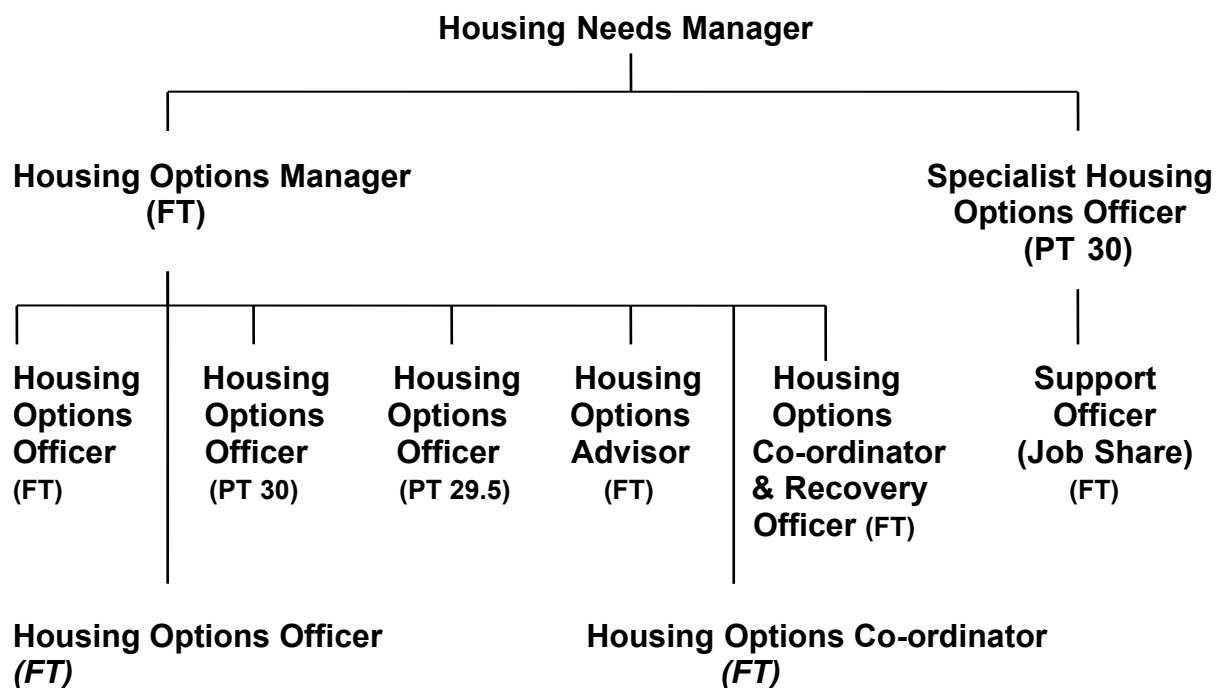 Housing Needs Manager
Housing Options Manager
(FT)
Specialist Housing
Options Officer
(PT 30)
Housing
Options
Officer
(FT)
Housing
Options
Officer
(PT 30)
Housing
Options
Officer
(PT 29.5)
Housing
Options
Advisor
(FT)
Housing
Options
Co-ordinator
& Recovery
Officer (FT)
Support
Officer
(Job Share)
(FT)
Housing Options Officer
(FT)
Housing Options Co-ordinator
(FT)